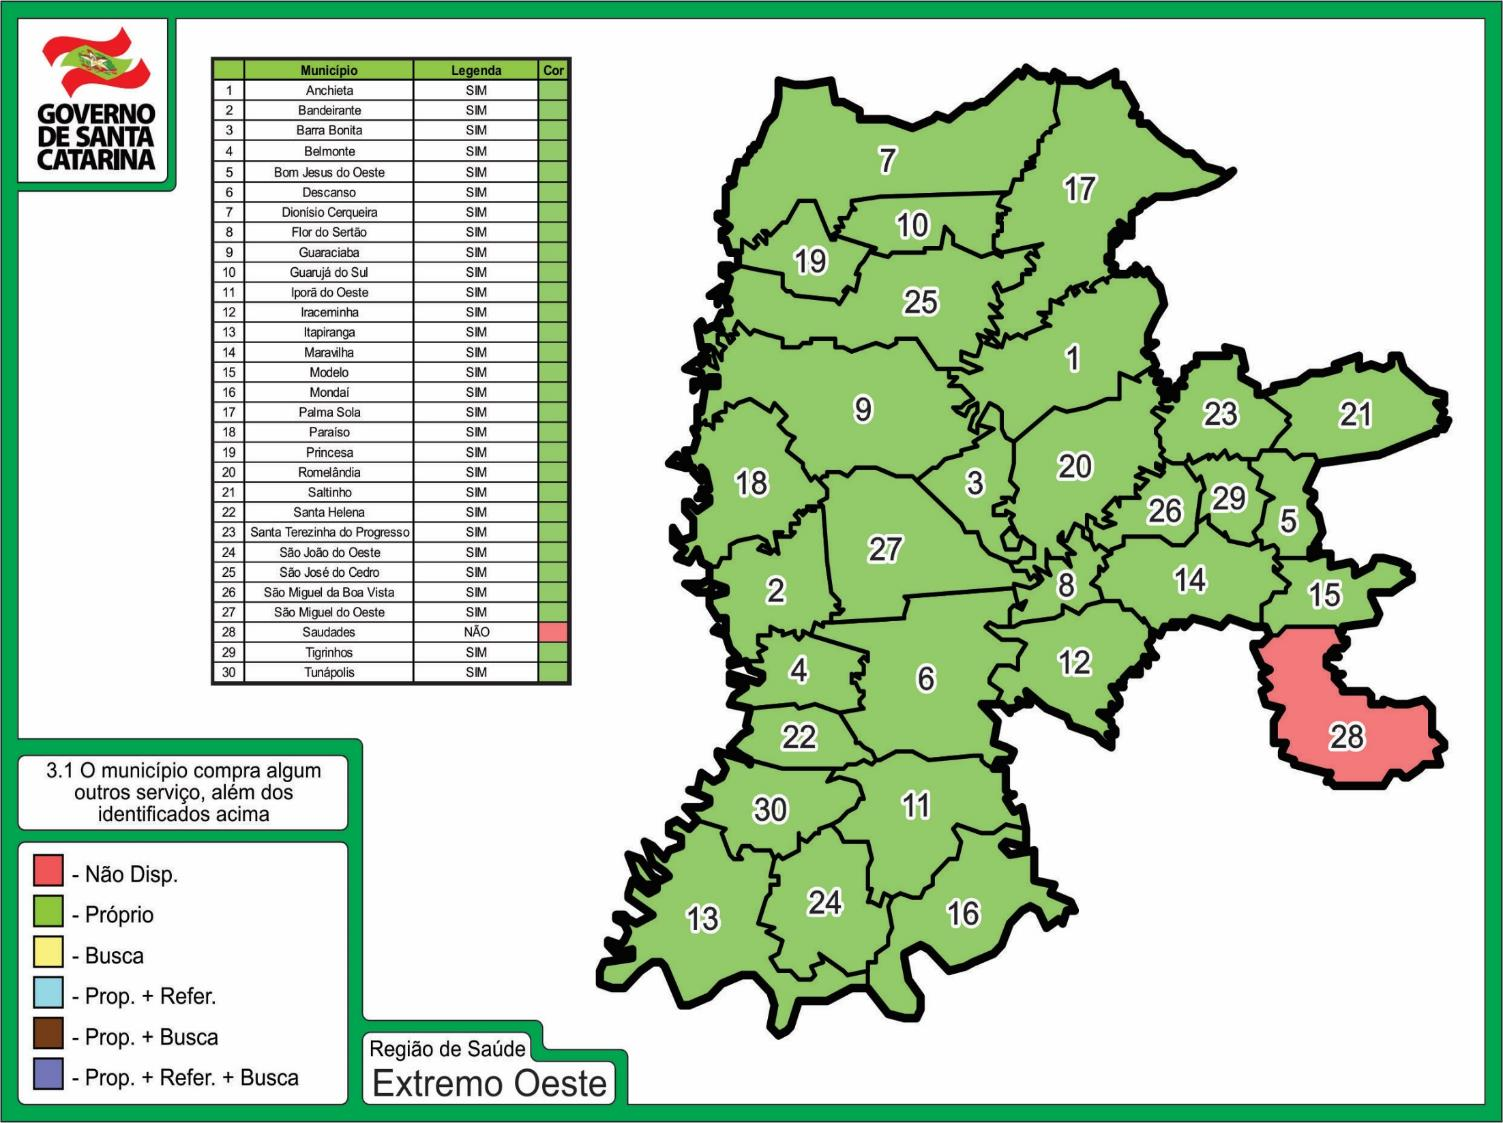 GOVERNO
DE SANTA
CATARINA
Município Legenda Cor
1 Anchieta SIM
2 Bandeirante SIM
3 Barra Bonita SIM
4 Belmonte SIM
5 Bom Jesus do Oeste SIM
6 Descanso SIM
7 Dionísio Cerqueira SIM
8 Flor do Sertão SIM
9 Guaraciaba SIM
10 Guarujá do Sul SIM
11 Iporã do Oeste SIM
12 Iraceminha SIM
13 Itapiranga SIM
14 Maravilha SIM
15 Modelo SIM
16 Mondaí SIM
17 Palma Sola SIM
18 Paraíso SIM
19 Princesa SIM
20 Romelândia SIM
21 Saltinho SIM
22 Santa Helena SIM
23 Santa Terezinha do Progresso SIM
24 São João do Oeste SIM
25 São José do Cedro SIM
26 São Miguel da Boa Vista SIM
27 São Miguel do Oeste SIM
28 Saudades NÃO
29 Tigrinhos SIM
30 Tunápolis SIM
7
17
10
19
25
1
9
23
21
20
18
3
29
26
5
27
14
8
2
15
12
4
6
22
28
11
30
24
16
13
3.1 O município compra algum
outros serviço, além dos
identificados acima
- Não Disp.
- Próprio
- Busca
- Prop. + Refer.
- Prop. + Busca
- Prop. + Refer. + Busca
Região de Saúde
Extremo Oeste